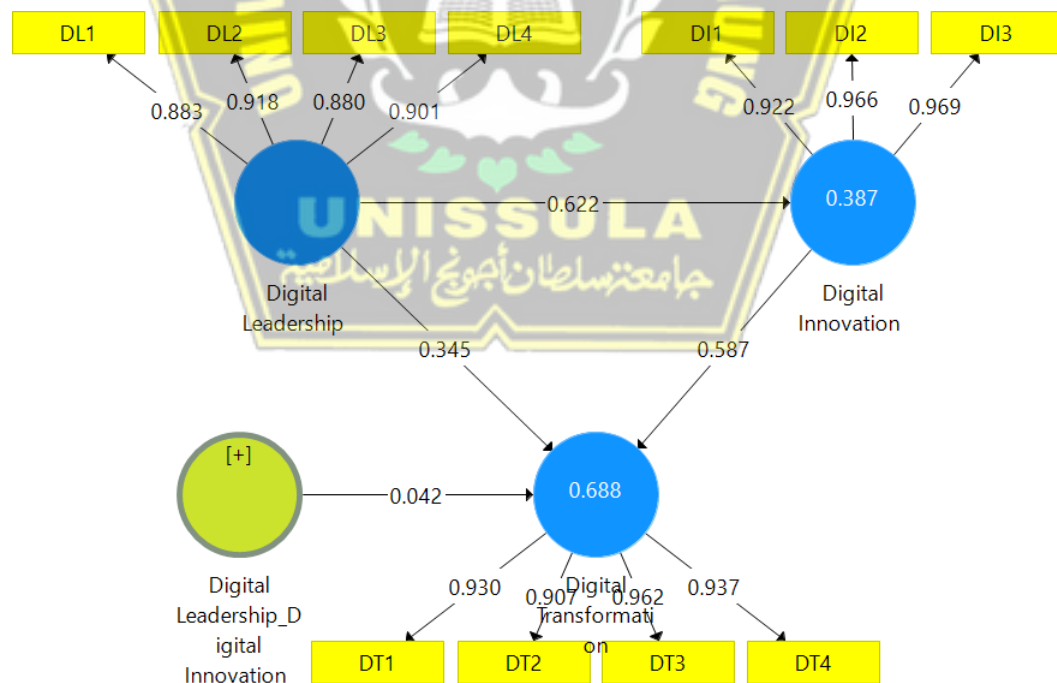 DL1 DL2 DL3 DL4 DI1 DI2 DI3
0.883 0.918 0.880 0.901 0.922 0.966 0.969
0.622 0.387
UNISSULA
جامعة سلطان أجونج الإسلامية
Digital
Leadership
Digital
Innovation
0.345 0.587
[+]
0.042 0.688
Digital
Leadership_D
igital
Innovation
0.930 0.907 0.962 0.937
Digital
Transformati
on
DT1 DT2 DT3 DT4